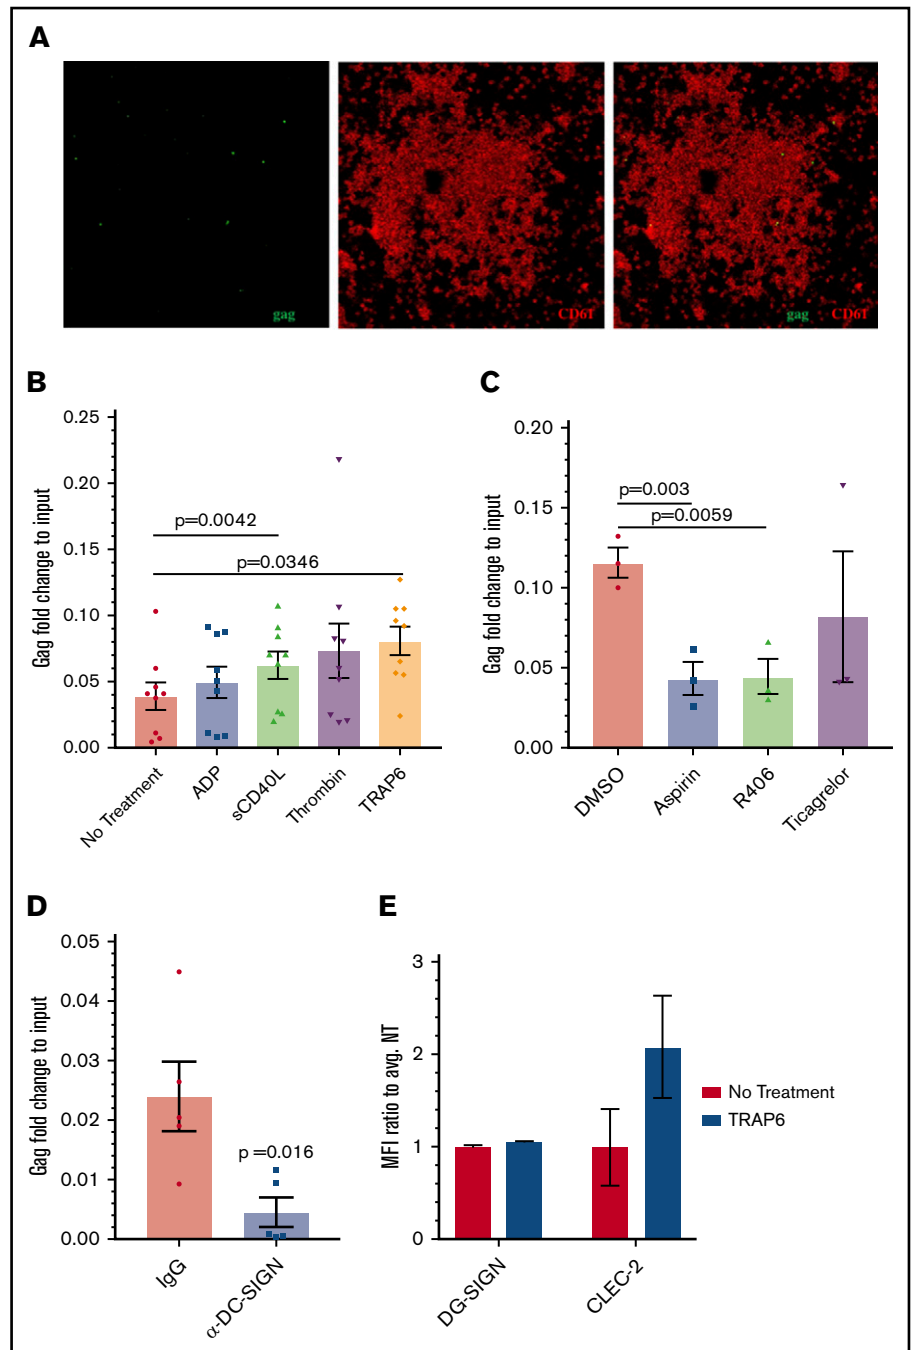 A
gag
CD61
gag CD61
B
Gag fold change to input
0.25
0.20
0.15
0.10
0.05
0.00
p=0.0042
p=0.0346
No Treatment
ADP
sCD40L
Thrombin
TRAP6
C
Gag fold change to input
0.20
0.15
0.10
0.05
0.00
p=0.003
p=0.0059
DMSO
Aspirin
R406
Ticagrelor
D
Gag fold change to input
0.05
0.04
0.03
0.02
0.01
0.00
p =0.016
IgG
α-DC-SIGN
E
MFI ratio to avg. NT
3
2
1
0
DG-SIGN
CLEC-2
No Treatment
TRAP6